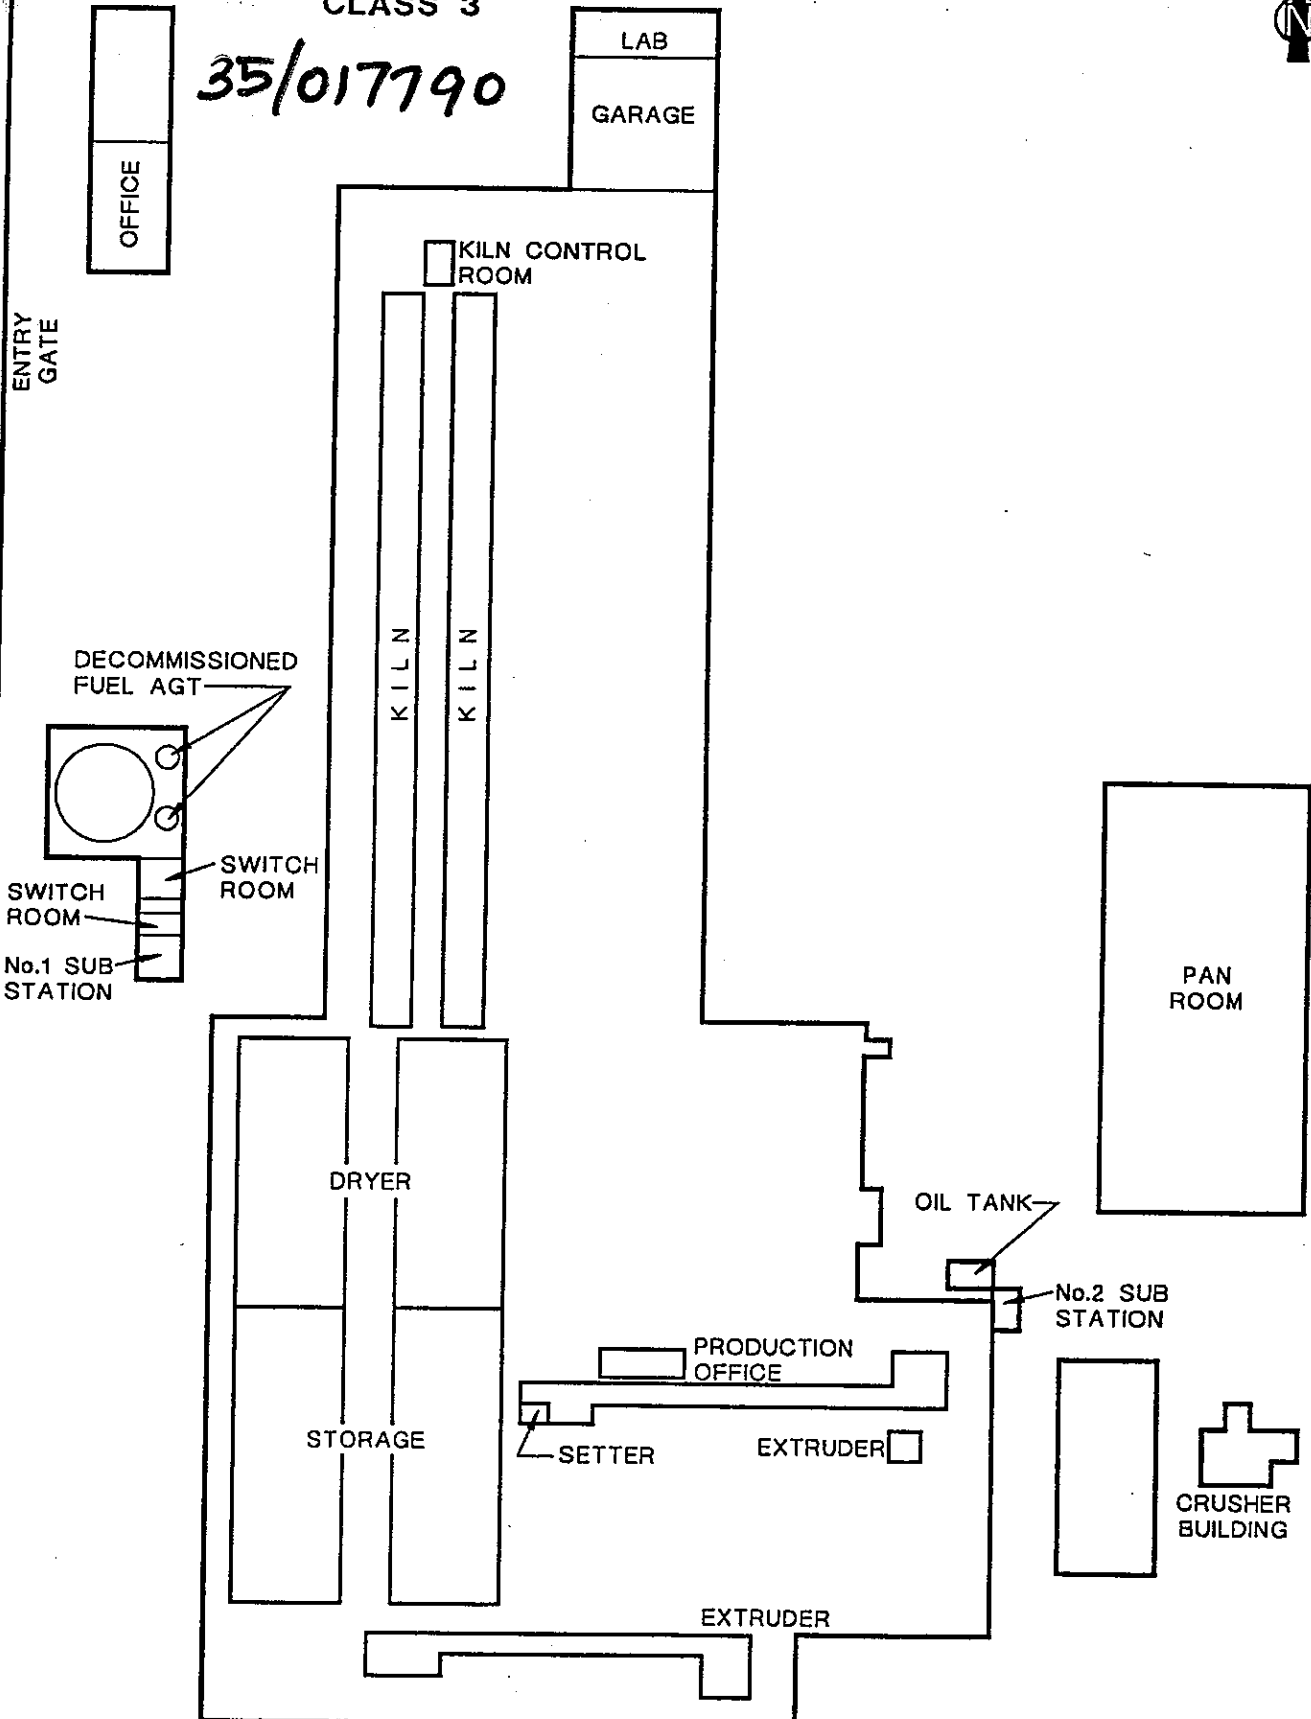 CLASS 3
35/017790
N
LAB
GARAGE
OFFICE
KILN CONTROL
ROOM
ENTRY
GATE
KILN
KILN
DECOMMISSIONED
FUEL AGT
SWITCH
ROOM
SWITCH
ROOM
No.1 SUB
STATION
PAN
ROOM
DRYER
OIL TANK
No.2 SUB
STATION
PRODUCTION
OFFICE
STORAGE
SETTER
EXTRUDER
CRUSHER
BUILDING
EXTRUDER